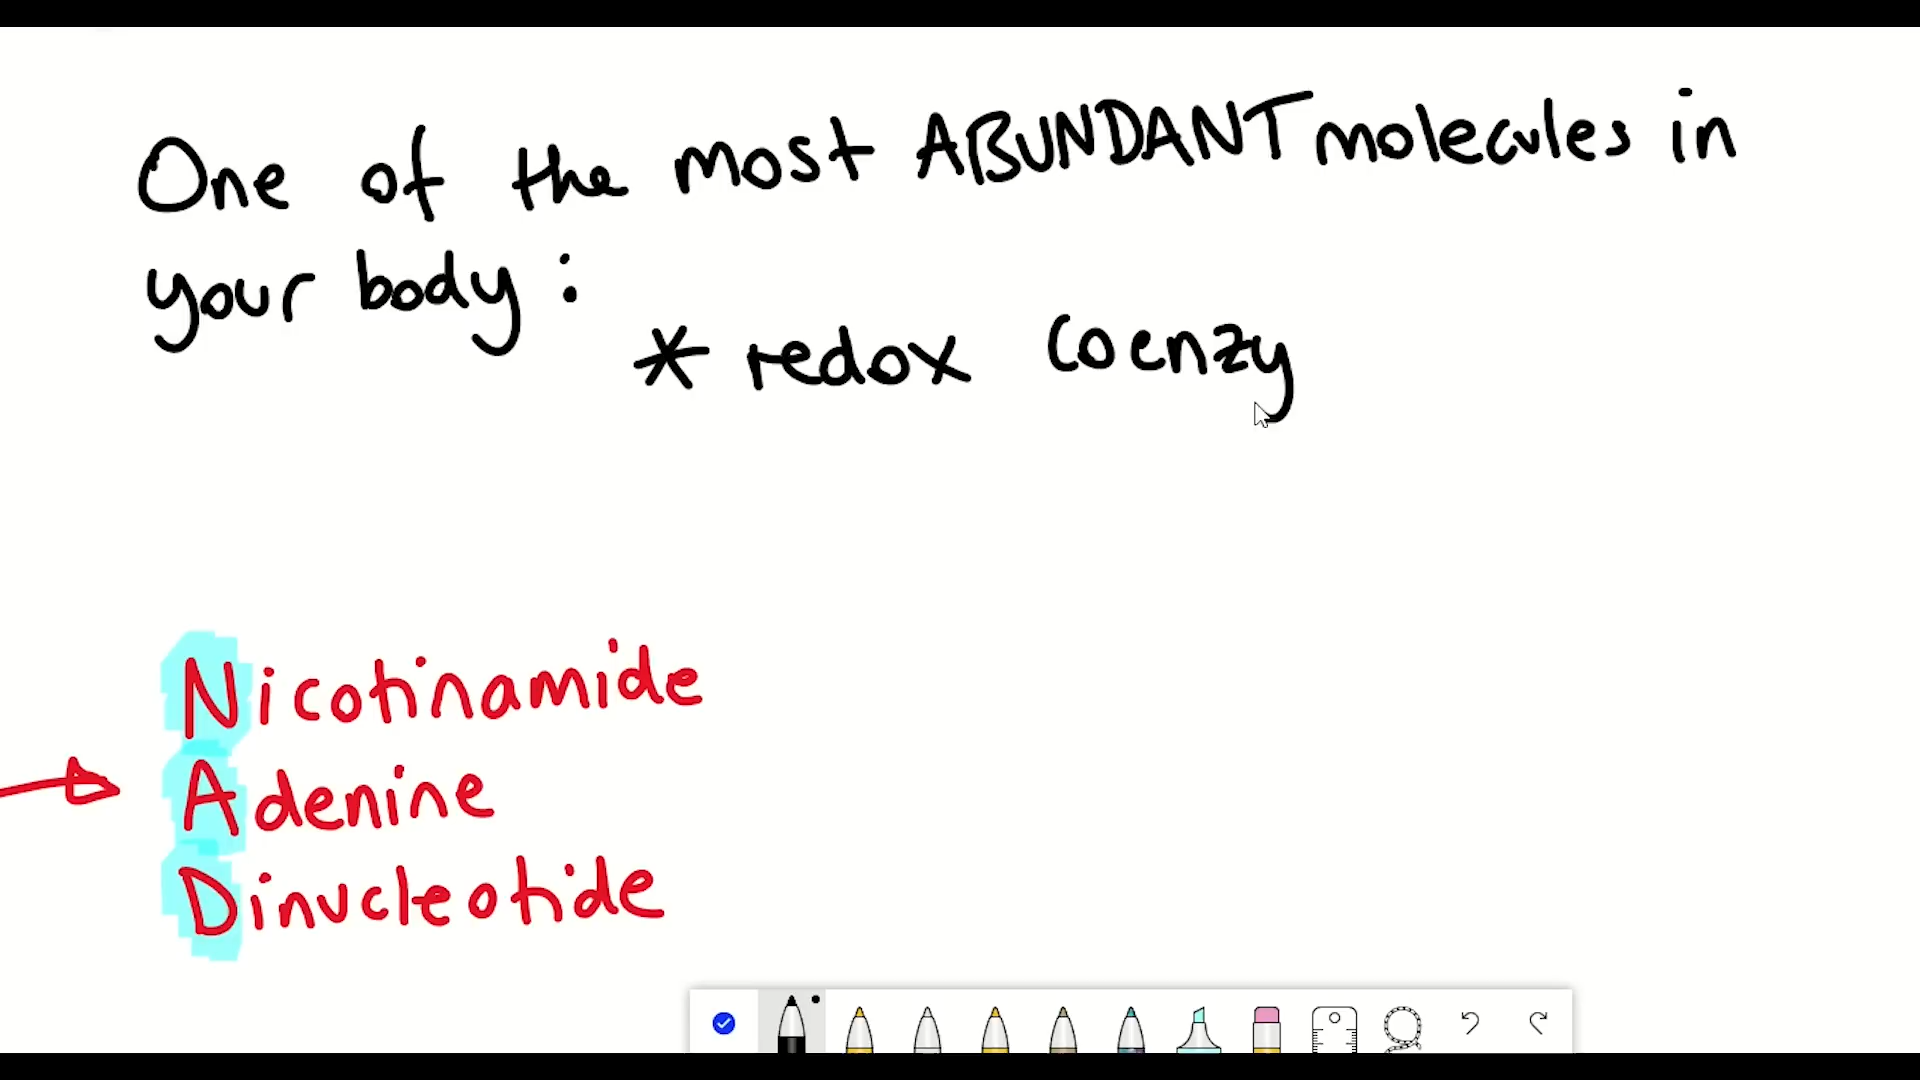 One of the most ABUNDANT molecules in
your body :
* redox coenzy
Nicotinamide
Adenine
Dinucleotide